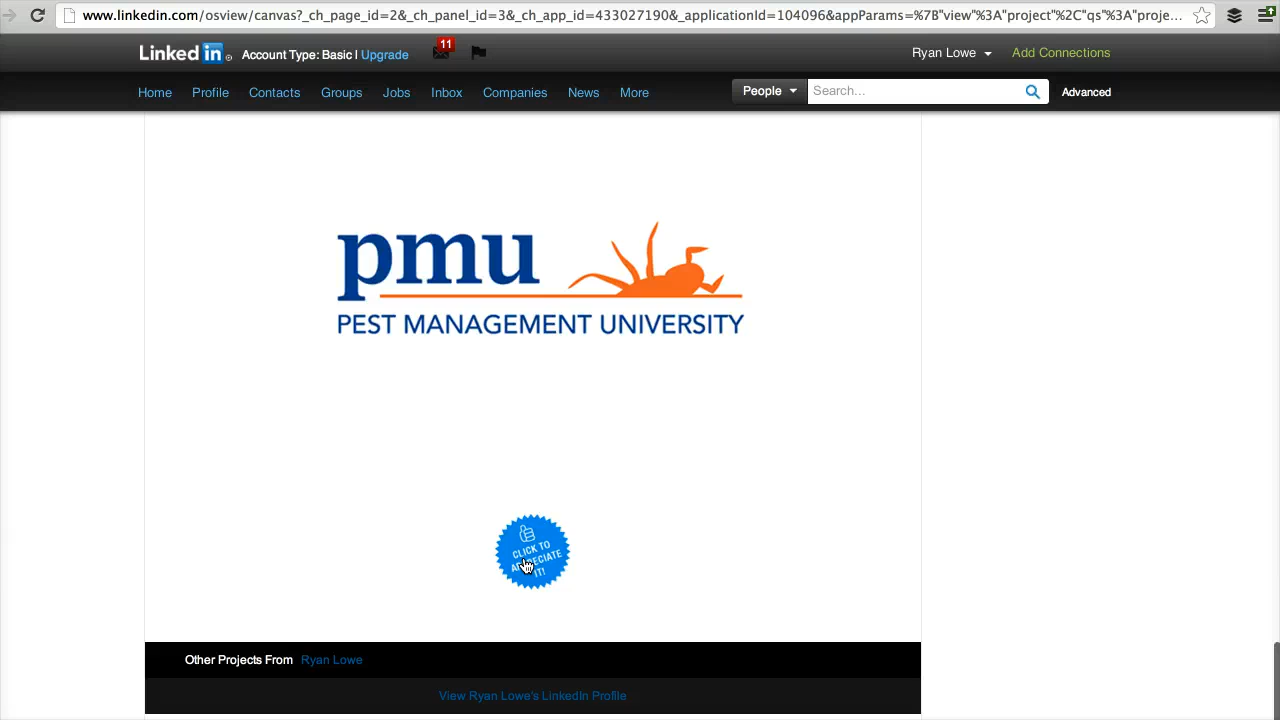 www.linkedin.com/osview/canvas?_ch_page_id=2&_ch_panel_id=3&_ch_app_id=433027190&_applicationId=104096&appParams=%7B"view"%3A"project"%2C"qs"%3A"proje...
Linked in Account Type: Basic | Upgrade 11 Ryan Lowe Add Connections
Home Profile Contacts Groups Jobs Inbox Companies News More People Search... Advanced
pmu
PEST MANAGEMENT UNIVERSITY
CLICK TO
APPRECIATE
IT!
Other Projects From Ryan Lowe
View Ryan Lowe's LinkedIn Profile